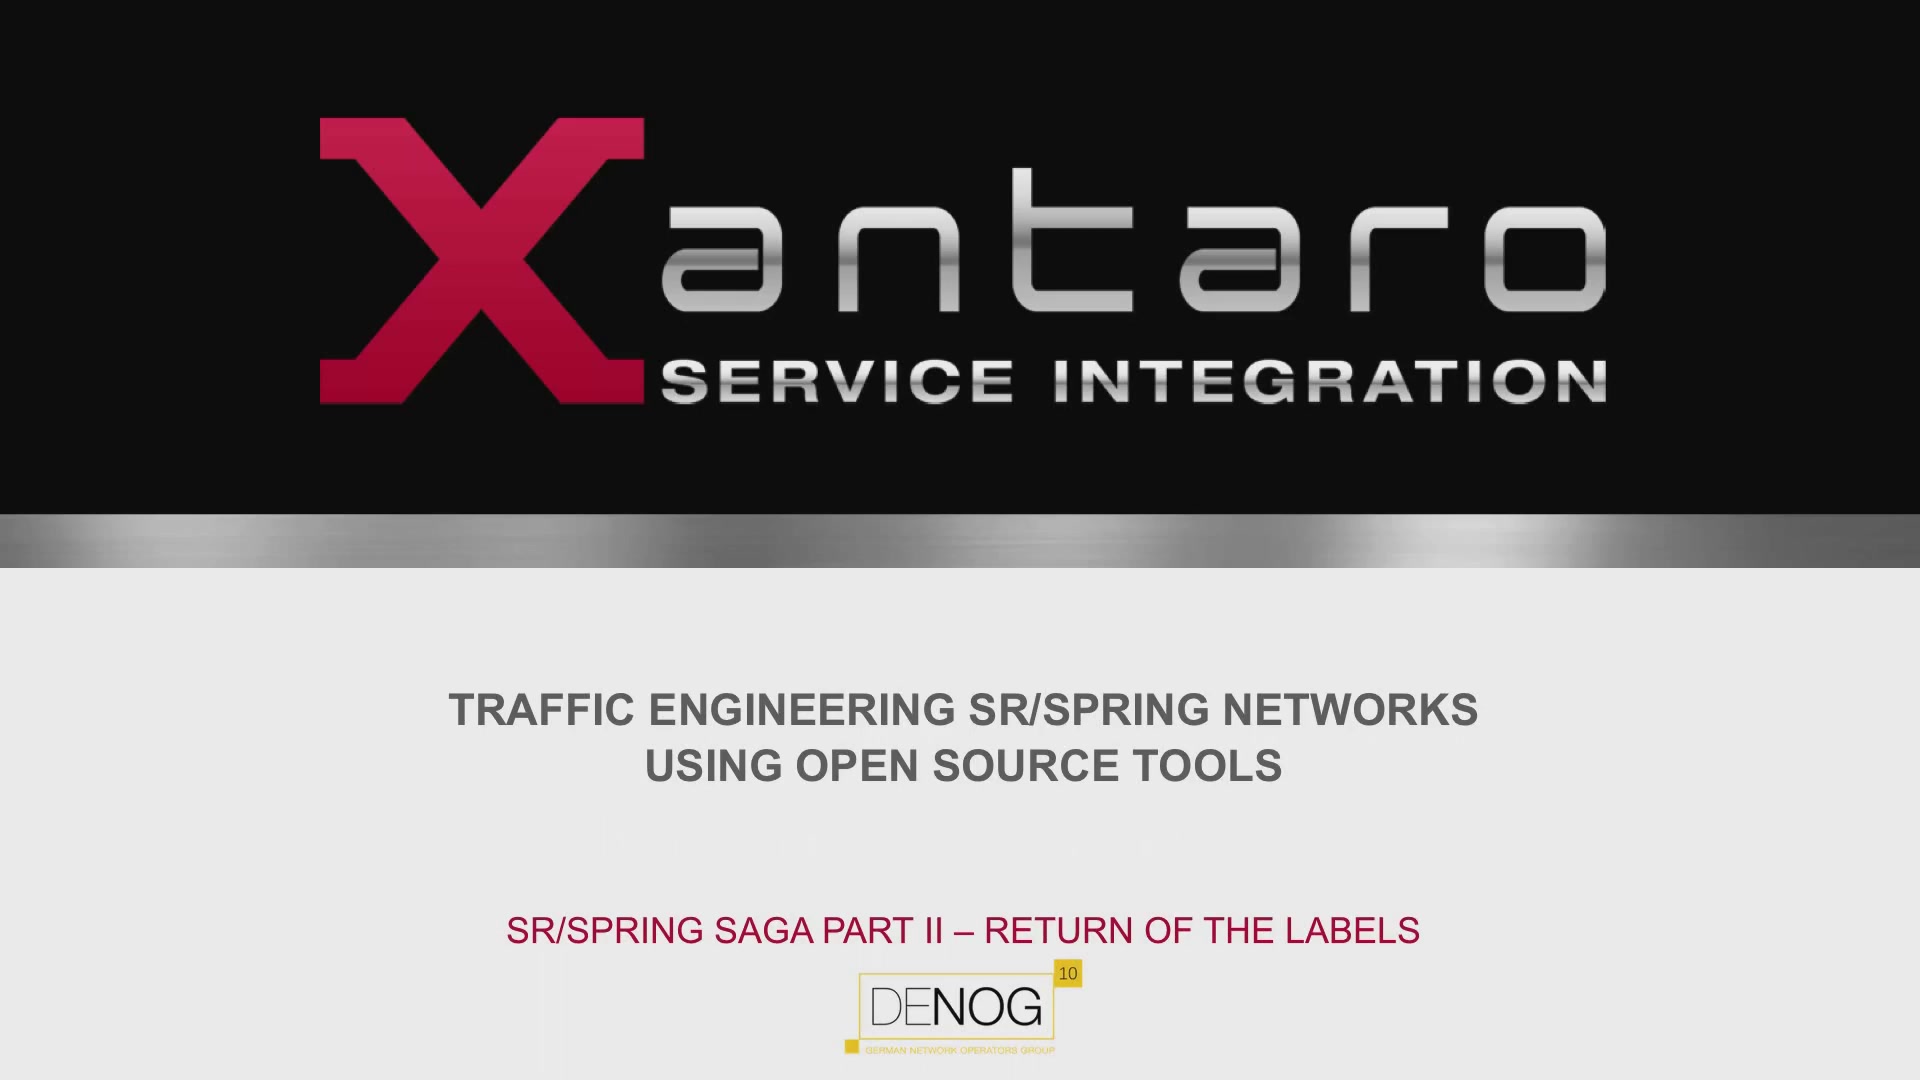 Xantaro
SERVICE INTEGRATION
TRAFFIC ENGINEERING SR/SPRING NETWORKS
USING OPEN SOURCE TOOLS
SR/SPRING SAGA PART II – RETURN OF THE LABELS
10
DENOG
GERMAN NETWORK OPERATORS GROUP